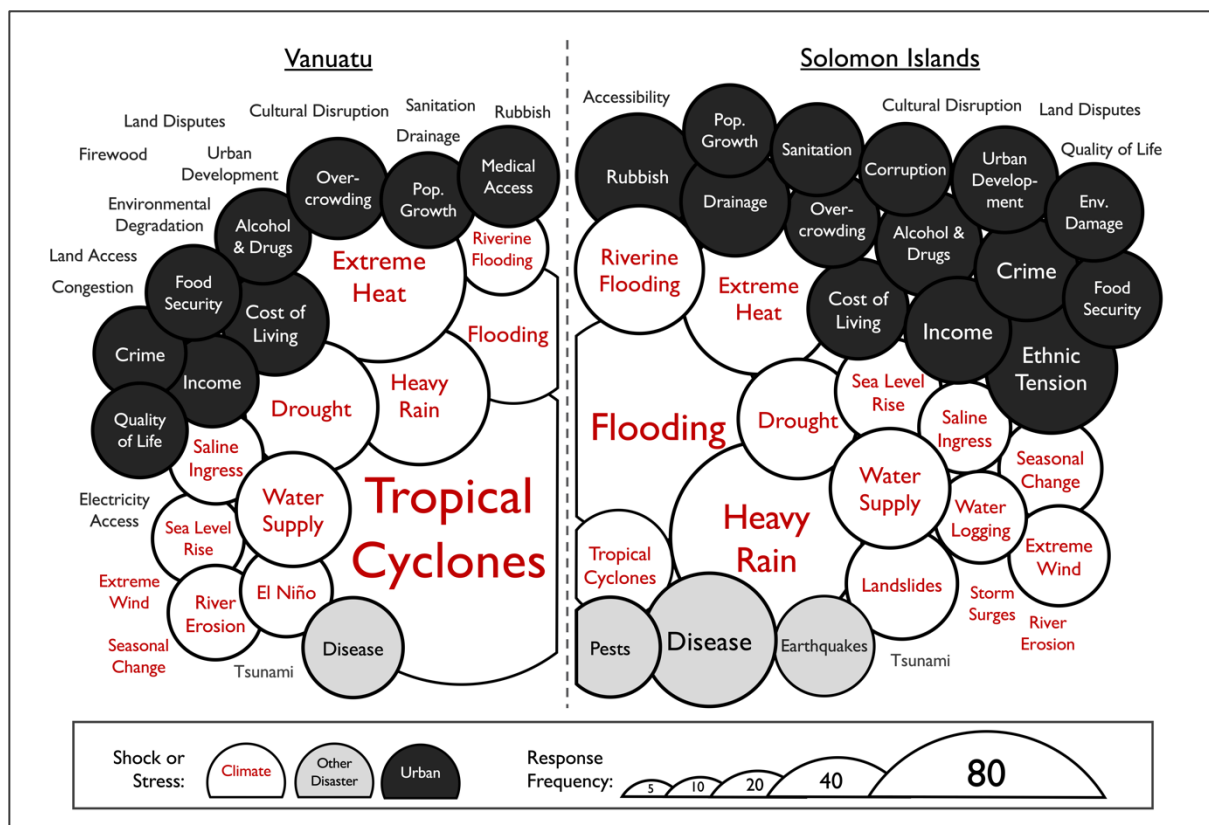 Vanuatu
Cultural Disruption
Sanitation
Rubbish
Land Disputes
Drainage
Firewood
Urban
Development
Over-
crowding
Pop.
Growth
Medical
Access
Environmental
Degradation
Alcohol
& Drugs
Riverine
Flooding
Land Access
Extreme
Heat
Congestion
Food
Security
Cost of
Living
Flooding
Crime
Income
Drought
Heavy
Rain
Quality
of Life
Saline
Ingress
Electricity
Access
Water
Supply
Tropical
Cyclones
Sea Level
Rise
Extreme
Wind
El Niño
River
Erosion
Seasonal
Change
Tsunami
Disease
Solomon Islands
Accessibility
Cultural Disruption
Land Disputes
Pop.
Growth
Sanitation
Quality of Life
Rubbish
Corruption
Urban
Develop-
ment
Drainage
Over-
crowding
Env.
Damage
Alcohol &
Drugs
Riverine
Flooding
Extreme
Heat
Crime
Cost of
Living
Food
Security
Income
Ethnic
Tension
Sea Level
Rise
Flooding
Drought
Saline
Ingress
Seasonal
Change
Water
Supply
Heavy
Rain
Water
Logging
Tropical
Cyclones
Extreme
Wind
Landslides
Storm
Surges
River
Erosion
Pests
Disease
Earthquakes
Tsunami
Shock or
Stress:
Climate
Other
Disaster
Urban
Response
Frequency:
5
10
20
40
80